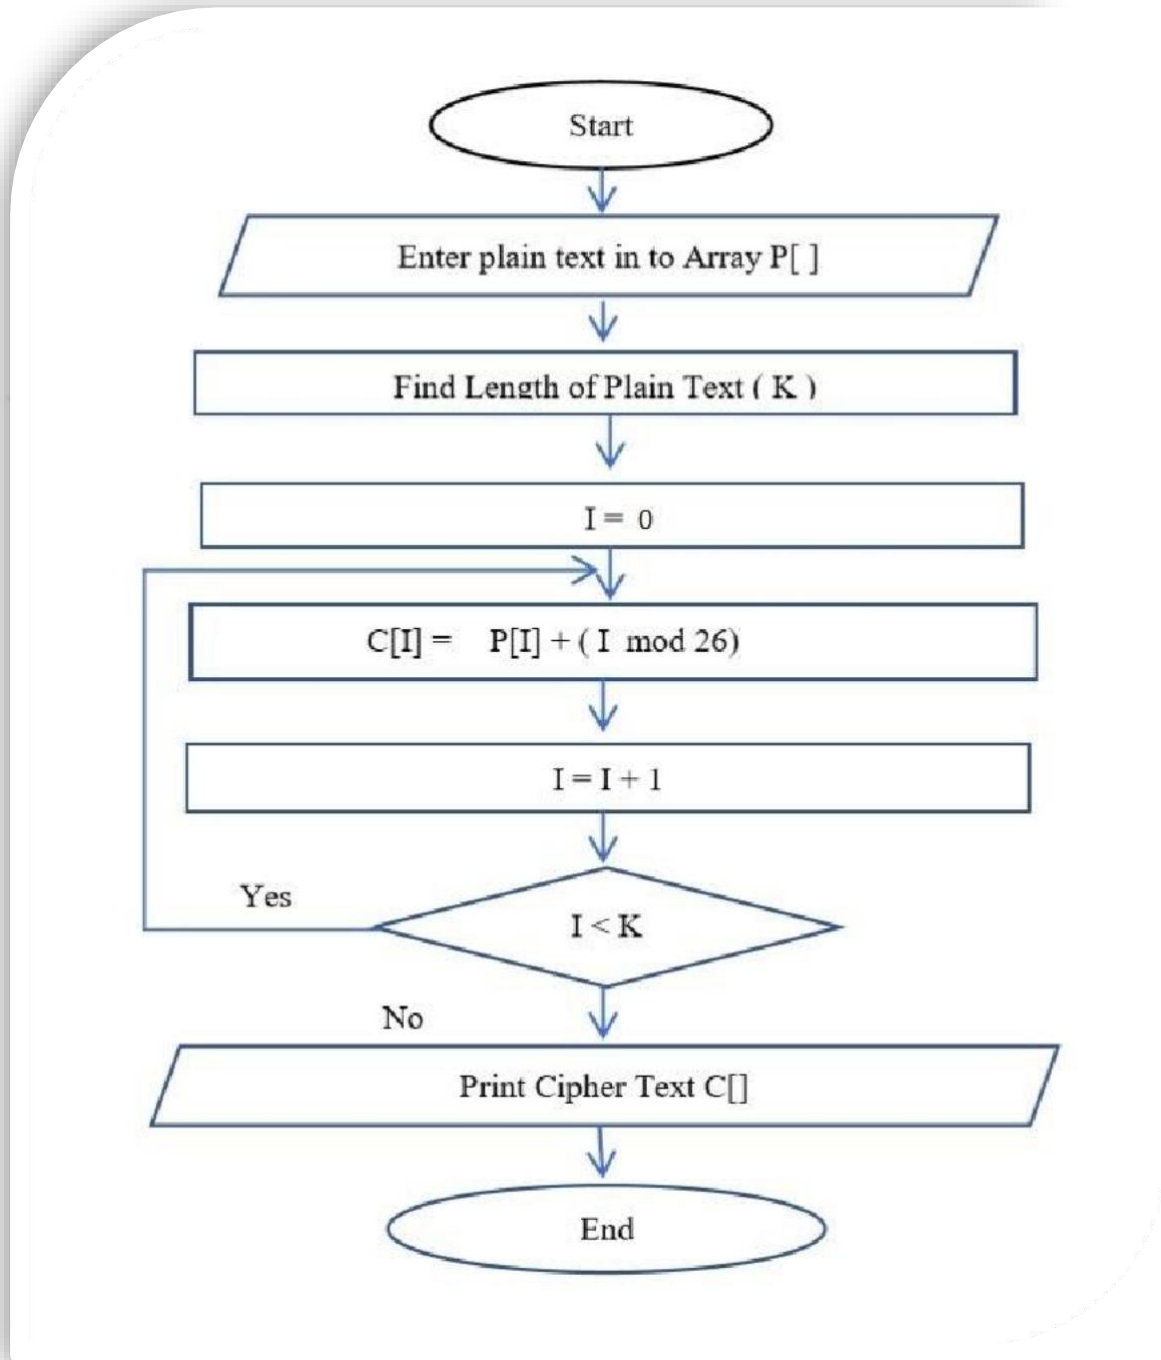 Start
Enter plain text in to Array P[ ]
Find Length of Plain Text ( K )
I = 0
C[I] = P[I] + ( I mod 26)
I = I + 1
Yes
I < K
No
Print Cipher Text C[]
End